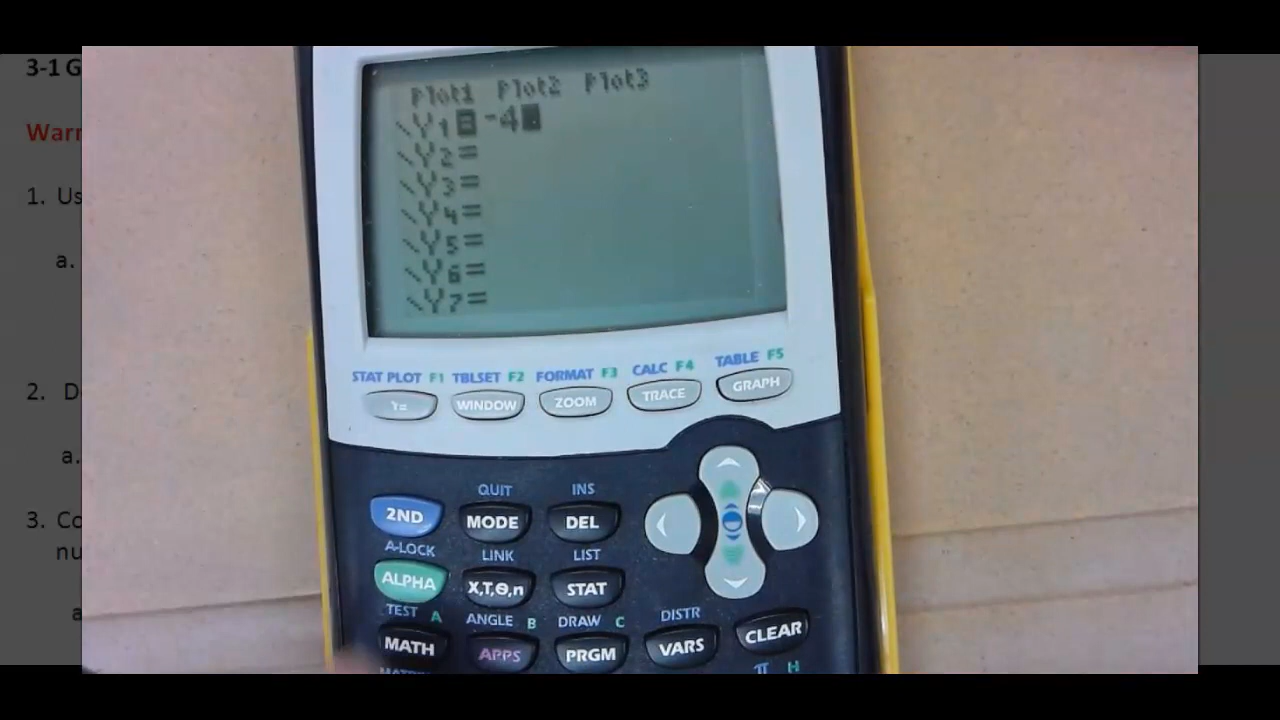 3-1 G
Warr
1. Us
a.
2. D
a.
3. Co
nu
a
Plot1 Plot2 Plot3
\Y1= -4
\Y2=
\Y3=
\Y4=
\Y5=
\Y6=
\Y7=
STAT PLOT F1 TBLSET F2 FORMAT F3 CALC F4 TABLE F5
Y= WINDOW ZOOM TRACE GRAPH
QUIT INS
2ND MODE DEL
A-LOCK LINK LIST
ALPHA X,T,Θ,n STAT
TEST A ANGLE B DRAW C DISTR
MATH APPS PRGM VARS CLEAR
π H